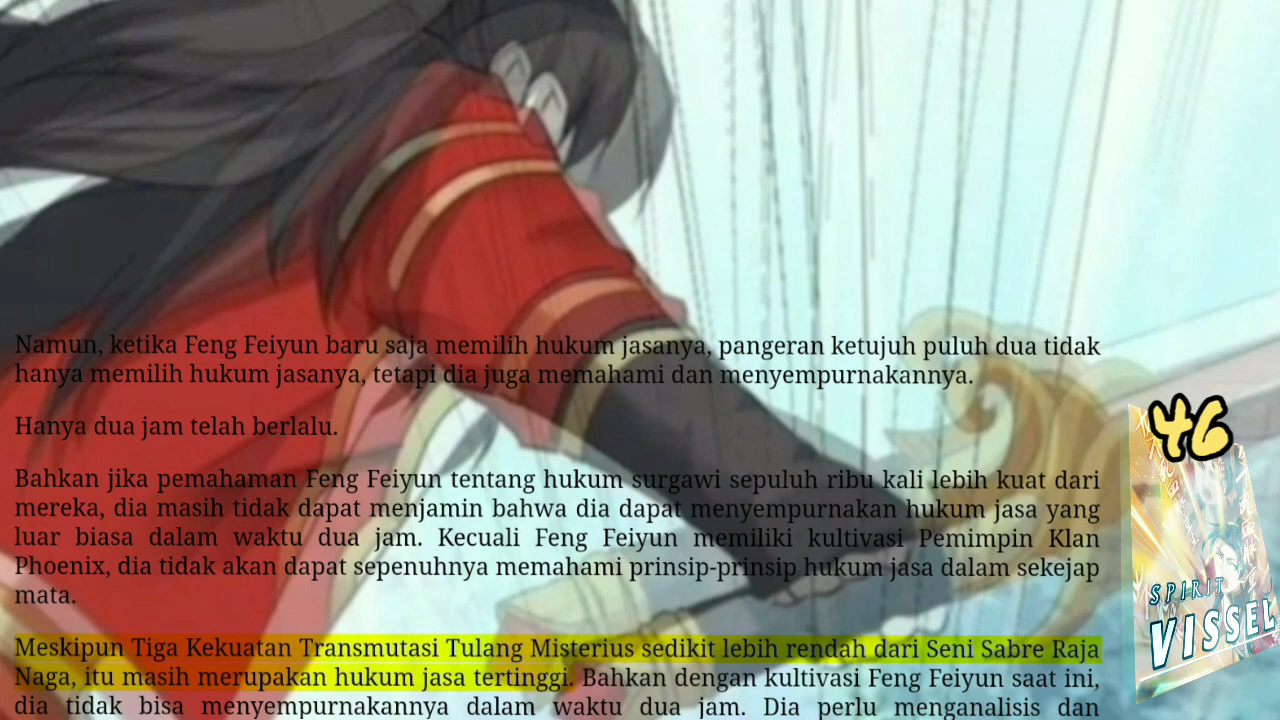 Namun, ketika Feng Feiyun baru saja memilih hukum jasanya, pangeran ketujuh puluh dua tidak
hanya memilih hukum jasanya, tetapi dia juga memahami dan menyempurnakannya.
Hanya dua jam telah berlalu.
Bahkan jika pemahaman Feng Feiyun tentang hukum surgawi sepuluh ribu kali lebih kuat dari
mereka, dia masih tidak dapat menjamin bahwa dia dapat menyempurnakan hukum jasa yang
luar biasa dalam waktu dua jam. Kecuali Feng Feiyun memiliki kultivasi Pemimpin Klan
Phoenix, dia tidak akan dapat sepenuhnya memahami prinsip-prinsip hukum jasa dalam sekejap
mata.
Meskipun Tiga Kekuatan Transmutasi Tulang Misterius sedikit lebih rendah dari Seni Sabre Raja
Naga, itu masih merupakan hukum jasa tertinggi. Bahkan dengan kultivasi Feng Feiyun saat ini,
dia tidak bisa menyempurnakannya dalam waktu dua jam. Dia perlu menganalisis dan
46
SPIRIT
VISSEL